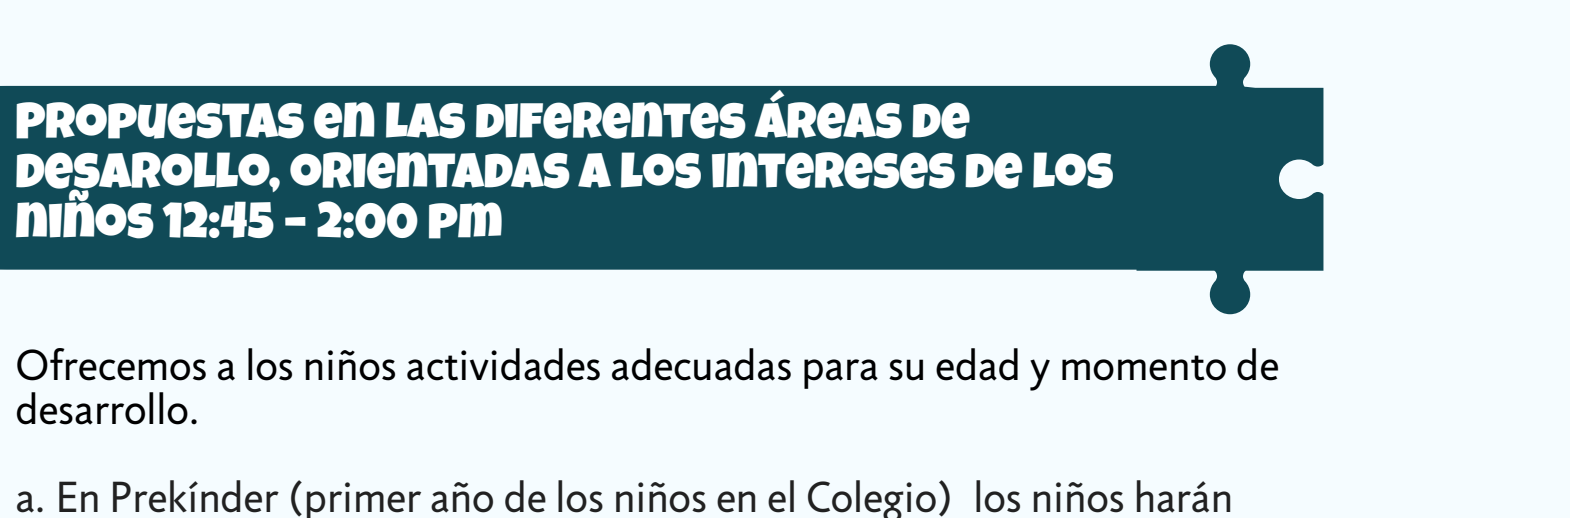 PROPUESTAS en LAS DIFERENTES ÁREAS DE
DESAROLLO, ORIENTADAS A LOS INTERESES DE LOS
NIÑOS 12:45 – 2:00 PM
Ofrecemos a los niños actividades adecuadas para su edad y momento de
desarrollo.
a. En Prekínder (primer año de los niños en el Colegio) los niños harán